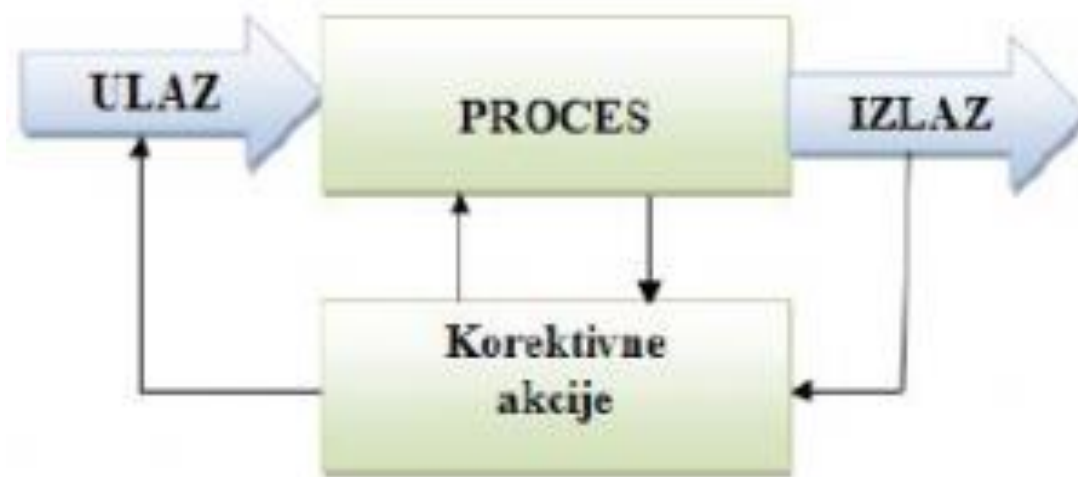 ULAZ
PROCES
IZLAZ
Korektivne
akcije